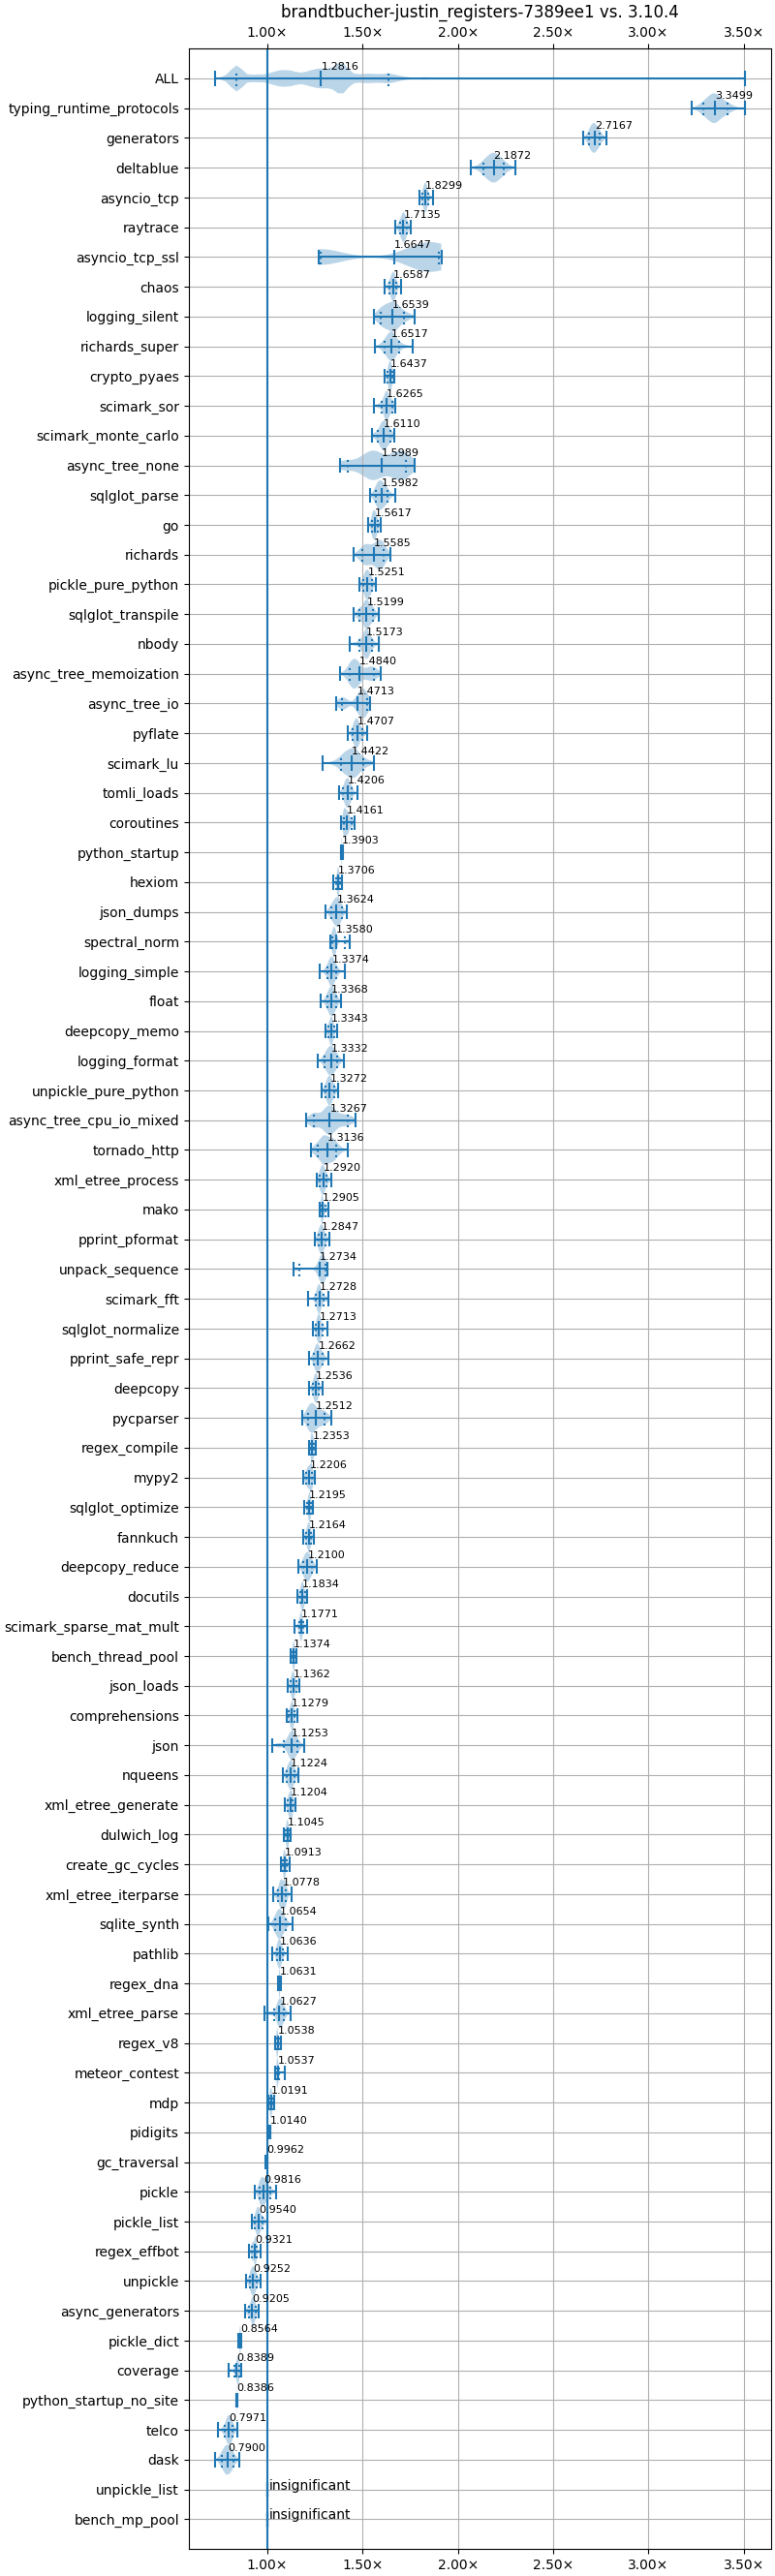 brandtbucher-justin_registers-7389ee1 vs. 3.10.4
1.00× 1.50× 2.00× 2.50× 3.00× 3.50×
ALL 1.2816
typing_runtime_protocols 3.3499
generators 2.7167
deltablue 2.1872
asyncio_tcp 1.8299
raytrace 1.7135
asyncio_tcp_ssl 1.6647
chaos 1.6587
logging_silent 1.6539
richards_super 1.6517
crypto_pyaes 1.6437
scimark_sor 1.6265
scimark_monte_carlo 1.6110
async_tree_none 1.5989
sqlglot_parse 1.5982
go 1.5617
richards 1.5585
pickle_pure_python 1.5251
sqlglot_transpile 1.5199
nbody 1.5173
async_tree_memoization 1.4840
async_tree_io 1.4713
pyflate 1.4707
scimark_lu 1.4422
tomli_loads 1.4206
coroutines 1.4161
python_startup 1.3903
hexiom 1.3706
json_dumps 1.3624
spectral_norm 1.3580
logging_simple 1.3374
float 1.3368
deepcopy_memo 1.3343
logging_format 1.3332
unpickle_pure_python 1.3272
async_tree_cpu_io_mixed 1.3267
tornado_http 1.3136
xml_etree_process 1.2920
mako 1.2905
pprint_pformat 1.2847
unpack_sequence 1.2734
scimark_fft 1.2728
sqlglot_normalize 1.2713
pprint_safe_repr 1.2662
deepcopy 1.2536
pycparser 1.2512
regex_compile 1.2353
mypy2 1.2206
sqlglot_optimize 1.2195
fannkuch 1.2164
deepcopy_reduce 1.2100
docutils 1.1834
scimark_sparse_mat_mult 1.1771
bench_thread_pool 1.1374
json_loads 1.1362
comprehensions 1.1279
json 1.1253
nqueens 1.1224
xml_etree_generate 1.1204
dulwich_log 1.1045
create_gc_cycles 1.0913
xml_etree_iterparse 1.0778
sqlite_synth 1.0654
pathlib 1.0636
regex_dna 1.0631
xml_etree_parse 1.0627
regex_v8 1.0538
meteor_contest 1.0537
mdp 1.0191
pidigits 1.0140
gc_traversal 0.9962
pickle 0.9816
pickle_list 0.9540
regex_effbot 0.9321
unpickle 0.9252
async_generators 0.9205
pickle_dict 0.8564
coverage 0.8389
python_startup_no_site 0.8386
telco 0.7971
dask 0.7900
unpickle_list insignificant
bench_mp_pool insignificant
1.00× 1.50× 2.00× 2.50× 3.00× 3.50×